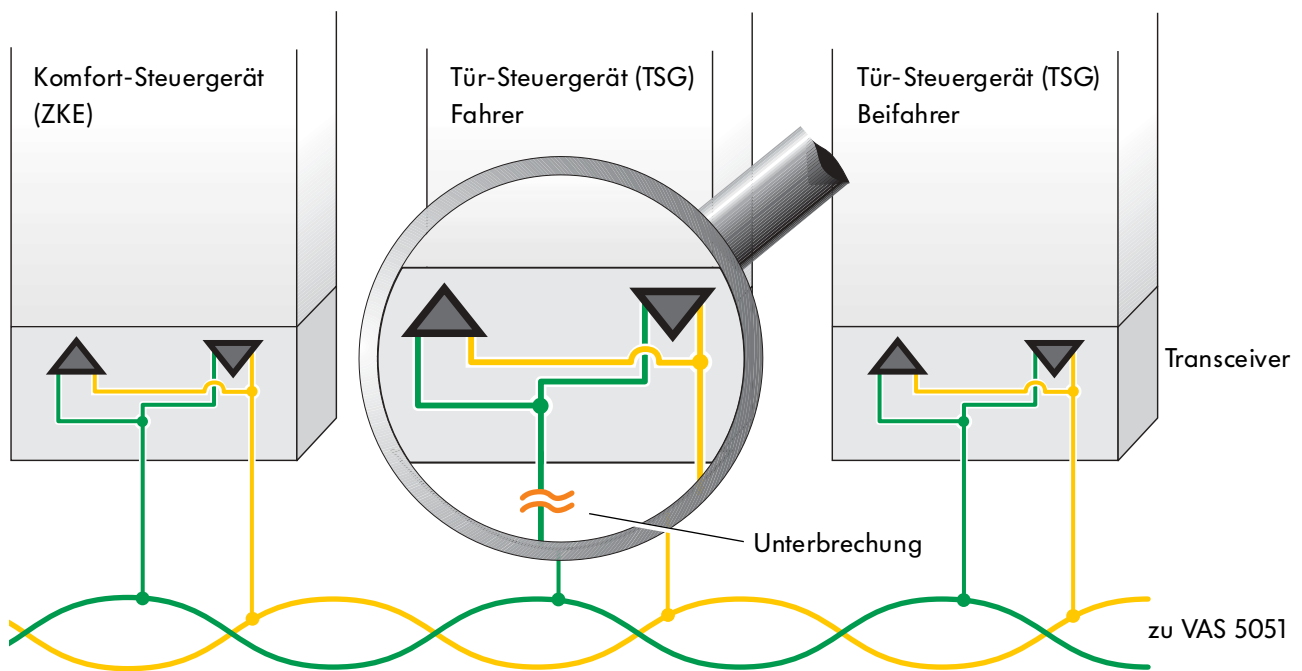 Komfort-Steuergerät
(ZKE)
Tür-Steuergerät (TSG)
Fahrer
Tür-Steuergerät (TSG)
Beifahrer
Transceiver
Unterbrechung
zu VAS 5051